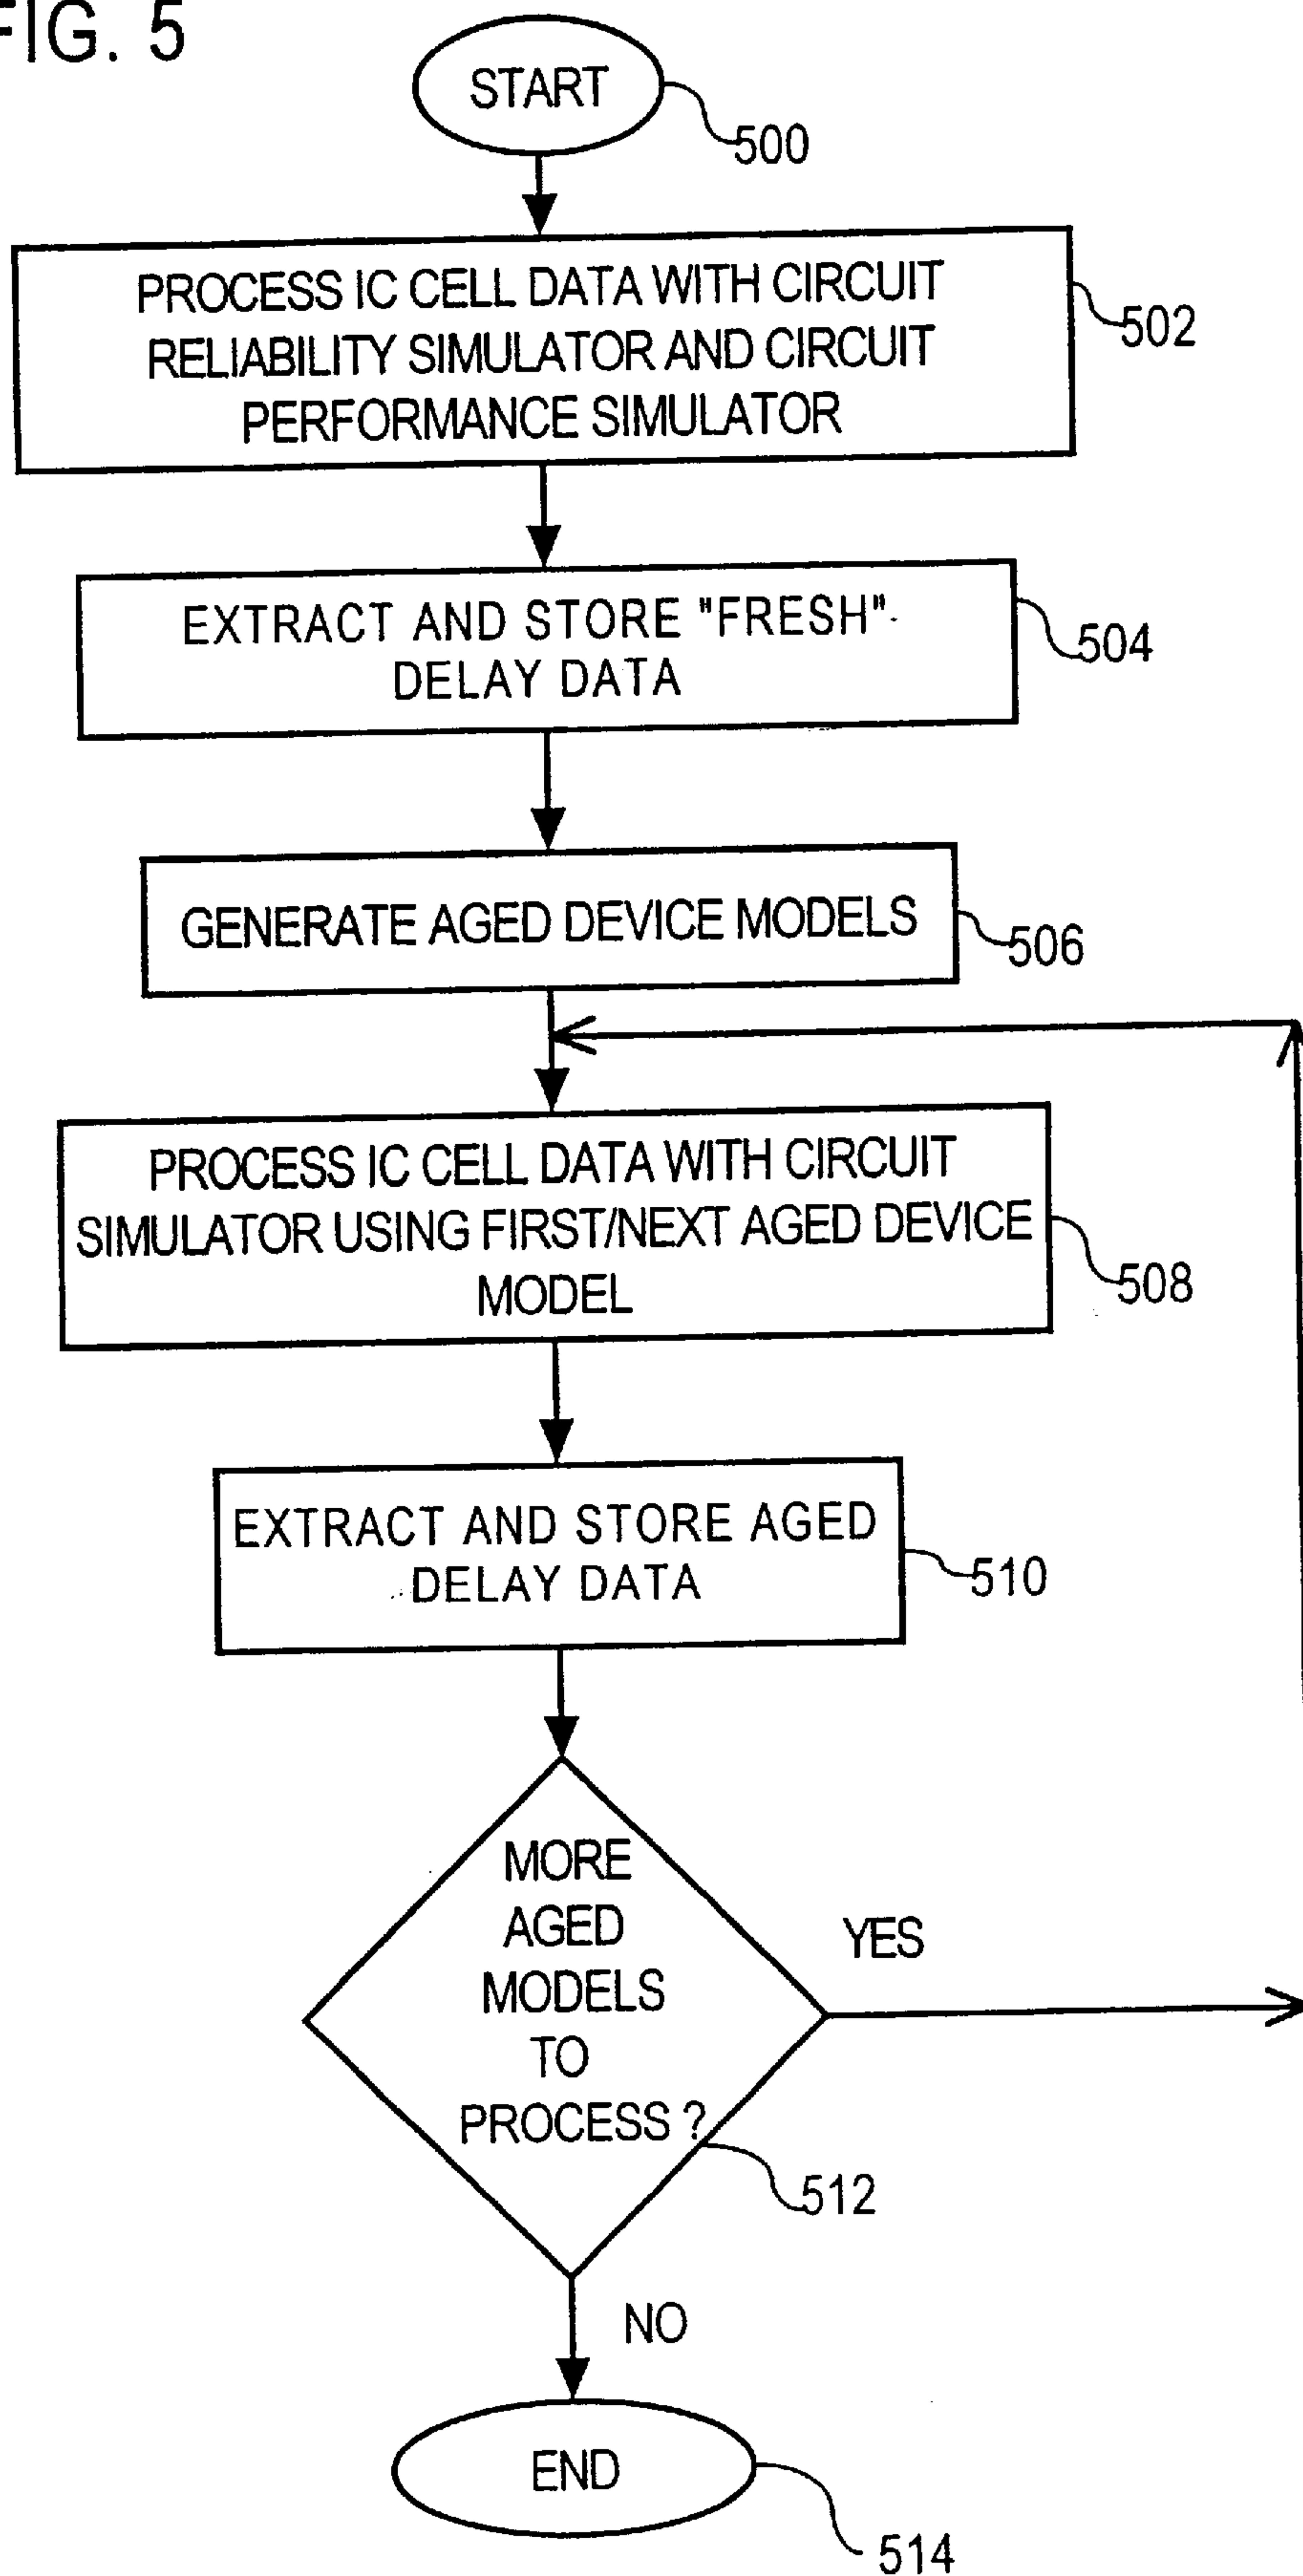 FIG. 5
START
500
PROCESS IC CELL DATA WITH CIRCUIT
RELIABILITY SIMULATOR AND CIRCUIT
PERFORMANCE SIMULATOR
502
EXTRACT AND STORE "FRESH"
DELAY DATA
504
GENERATE AGED DEVICE MODELS
506
PROCESS IC CELL DATA WITH CIRCUIT
SIMULATOR USING FIRST/NEXT AGED DEVICE
MODEL
508
EXTRACT AND STORE AGED
DELAY DATA
510
MORE
AGED
MODELS
TO
PROCESS ?
YES
512
NO
END
514